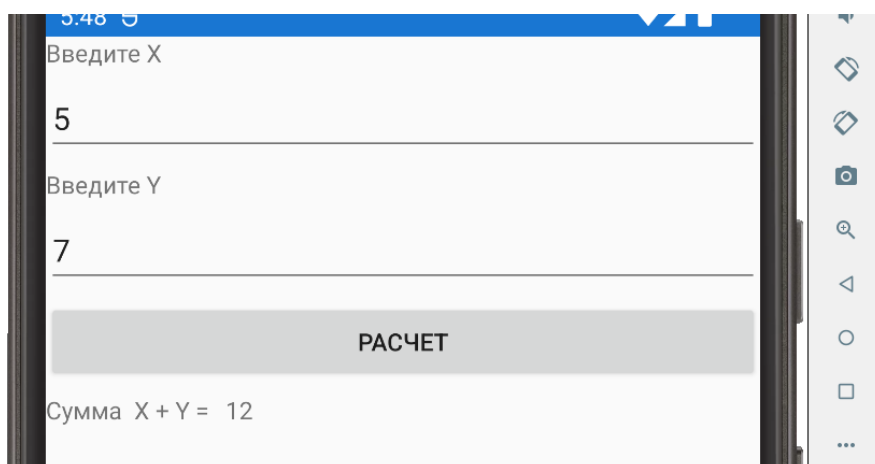 5:48
Введите X
5
Введите Y
7
РАСЧЕТ
Сумма X + Y = 12